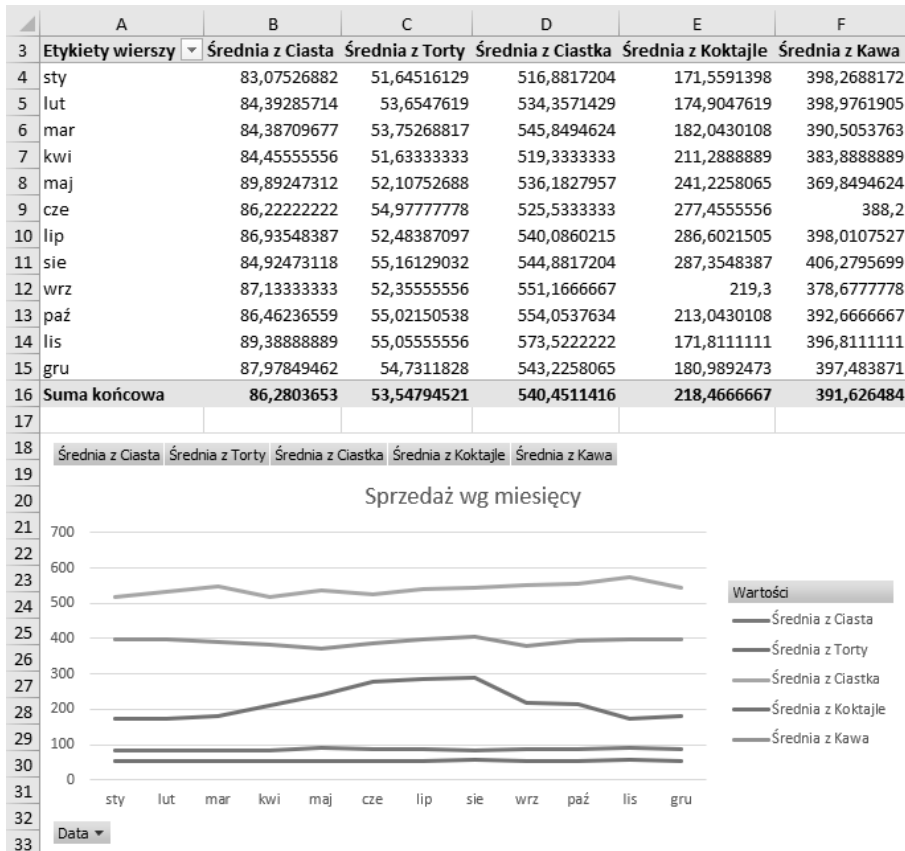 A B C D E F
3 Etykiety wierszy Średnia z Ciasta Średnia z Torty Średnia z Ciastka Średnia z Koktajle Średnia z Kawa
4 sty 83,07526882 51,64516129 516,8817204 171,5591398 398,2688172
5 lut 84,39285714 53,6547619 534,3571429 174,9047619 398,9761905
6 mar 84,38709677 53,75268817 545,8494624 182,0430108 390,5053763
7 kwi 84,45555556 51,63333333 519,3333333 211,2888889 383,8888889
8 maj 89,89247312 52,10752688 536,1827957 241,2258065 369,8494624
9 cze 86,22222222 54,97777778 525,5333333 277,4555556 388,2
10 lip 86,93548387 52,48387097 540,0860215 286,6021505 398,0107527
11 sie 84,92473118 55,16129032 544,8817204 287,3548387 406,2795699
12 wrz 87,13333333 52,35555556 551,1666667 219,3 378,6777778
13 paź 86,46236559 55,02150538 554,0537634 213,0430108 392,6666667
14 lis 89,38888889 55,05555556 573,5222222 171,8111111 396,8111111
15 gru 87,97849462 54,7311828 543,2258065 180,9892473 397,483871
16 Suma końcowa 86,2803653 53,54794521 540,4511416 218,4666667 391,626484
17
18 Średnia z Ciasta Średnia z Torty Średnia z Ciastka Średnia z Koktajle Średnia z Kawa
19
20 Sprzedaż wg miesięcy
21 700
22
23 600
24 500
25 400
26
27 300
28 200
29 100
30
31 0
sty lut mar kwi maj cze lip sie wrz paź lis gru
32
33 Data
Wartości
Średnia z Ciasta
Średnia z Torty
Średnia z Ciastka
Średnia z Koktajle
Średnia z Kawa